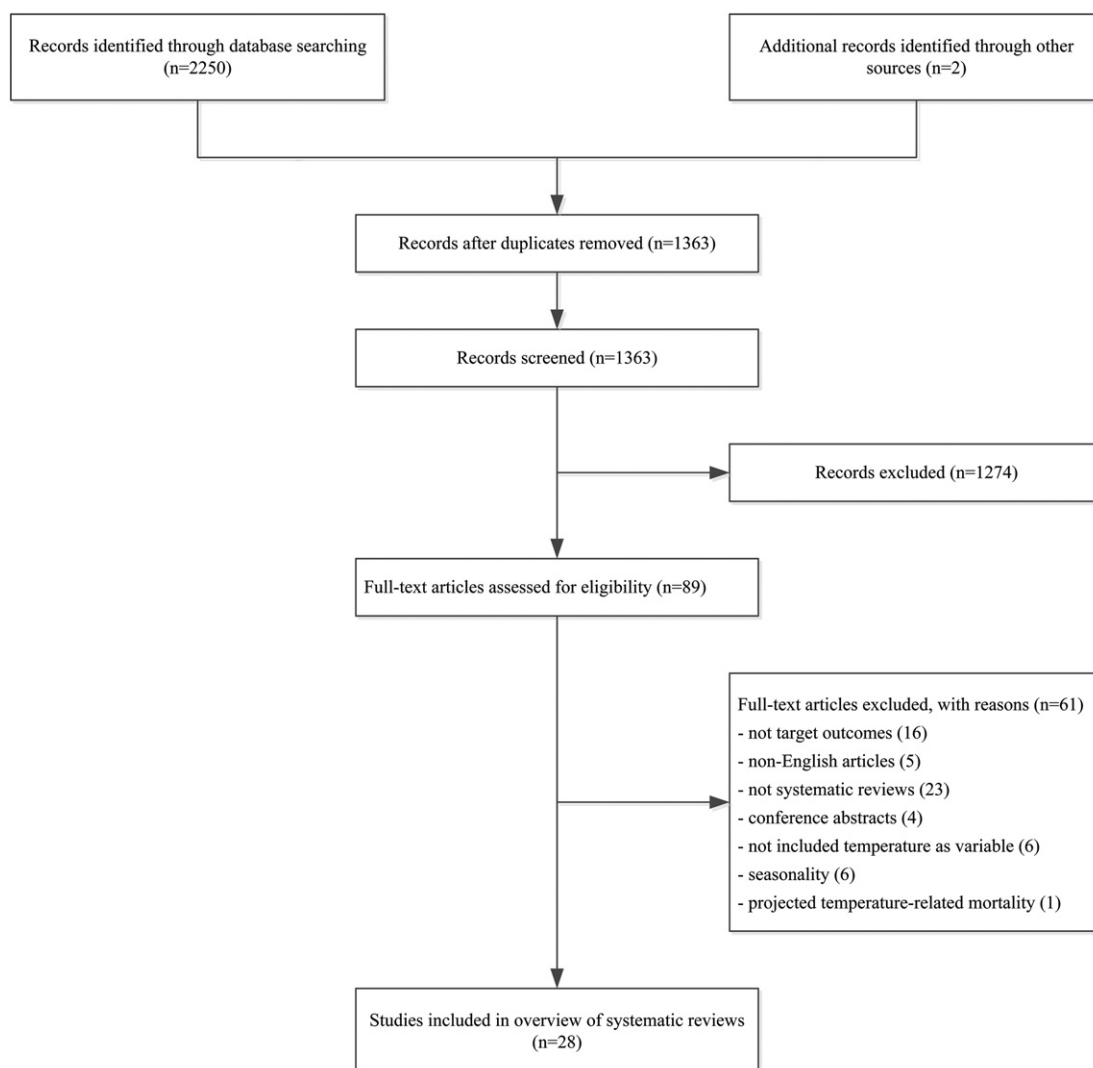 Records identified through database searching
(n=2250)
Additional records identified through other
sources (n=2)
Records after duplicates removed (n=1363)
Records screened (n=1363)
Records excluded (n=1274)
Full-text articles assessed for eligibility (n=89)
Full-text articles excluded, with reasons (n=61)
- not target outcomes (16)
- non-English articles (5)
- not systematic reviews (23)
- conference abstracts (4)
- not included temperature as variable (6)
- seasonality (6)
- projected temperature-related mortality (1)
Studies included in overview of systematic reviews
(n=28)